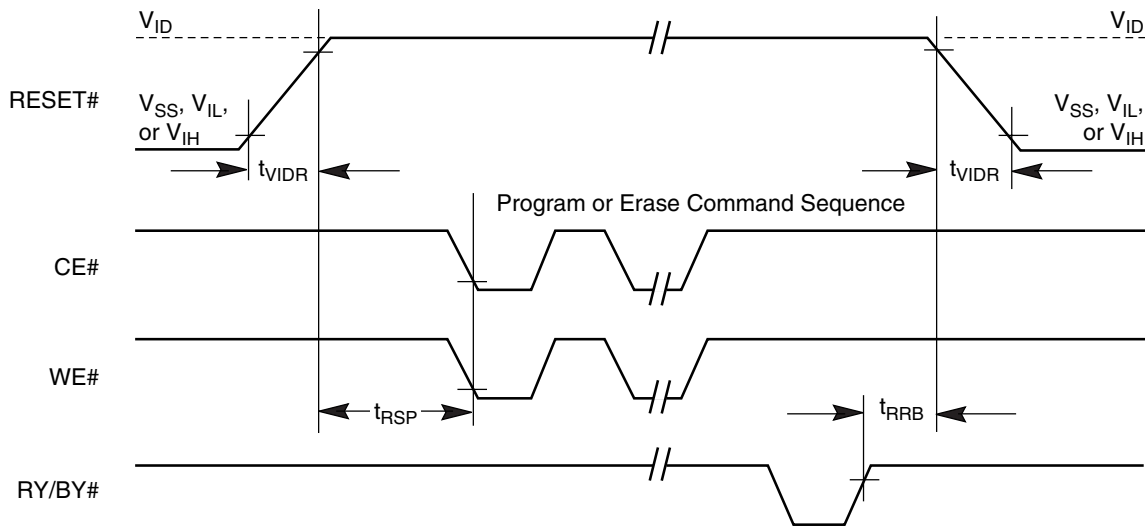 V_ID
V_ID
RESET#
V_SS, V_IL,
or V_IH
V_SS, V_IL,
or V_IH
t_VIDR
t_VIDR
Program or Erase Command Sequence
CE#
WE#
t_RSP
t_RRB
RY/BY#